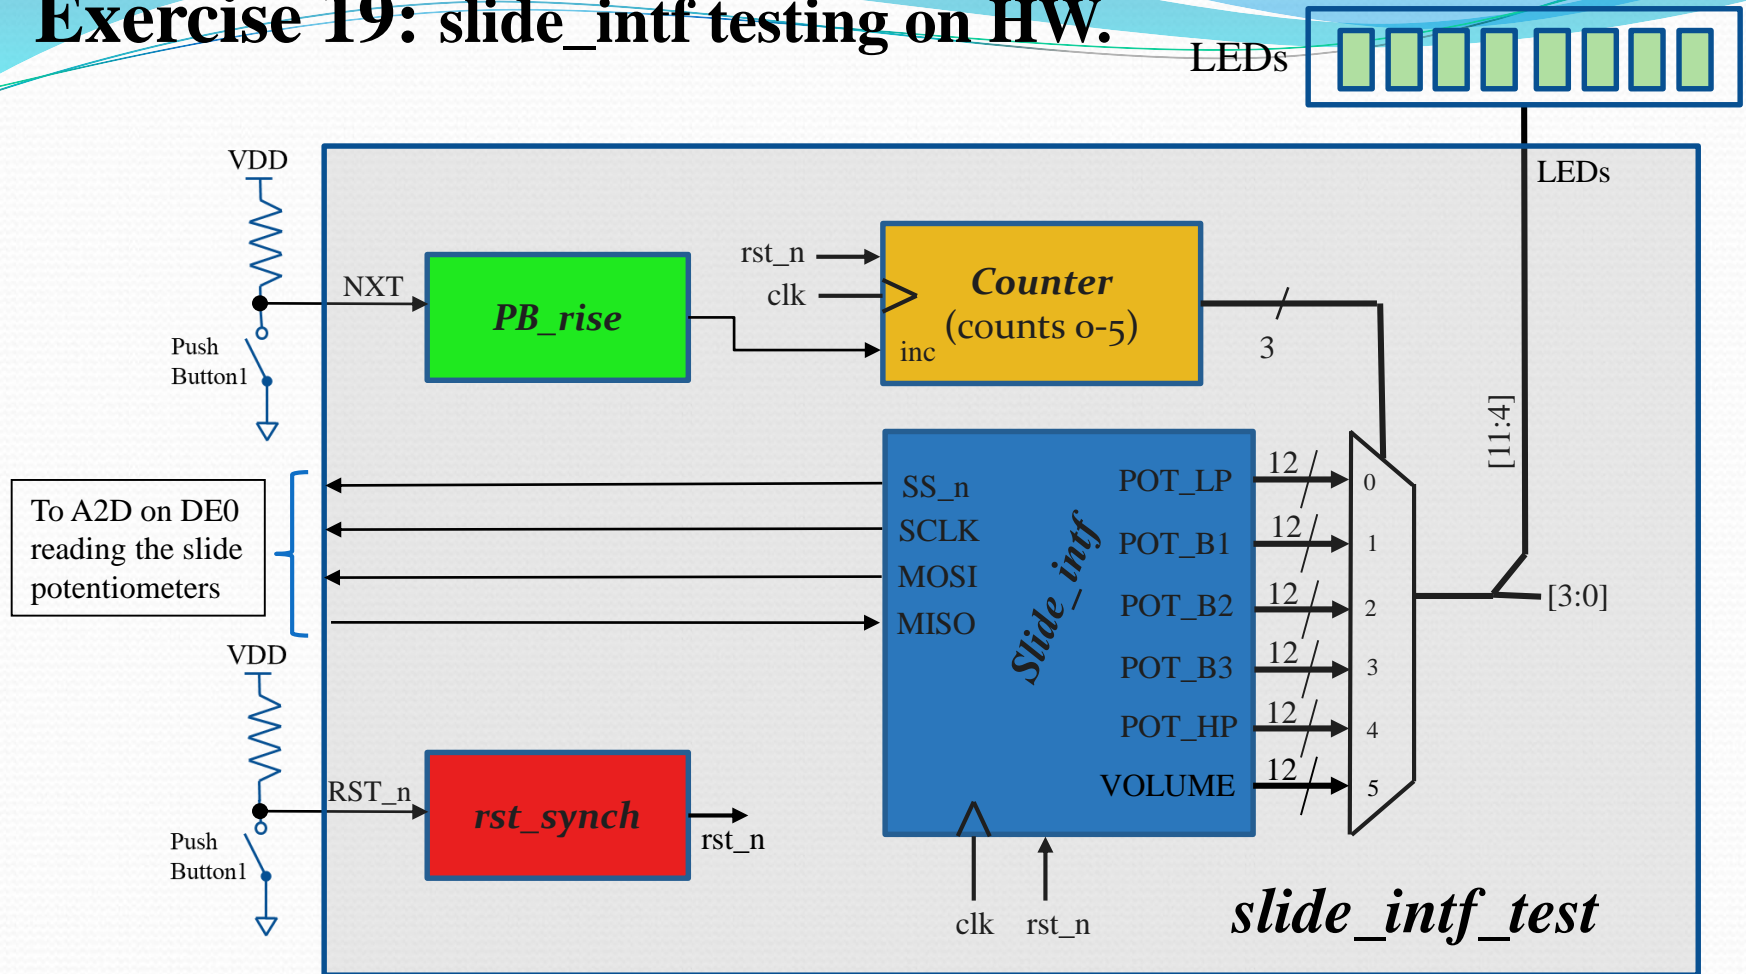 Exercise 19: slide_intf testing on HW.
LEDs
LEDs
VDD
NXT
Push
Button1
PB_rise
rst_n
clk
inc
Counter
(counts 0-5)
3
[11:4]
[3:0]
To A2D on DE0
reading the slide
potentiometers
SS_n
SCLK
MOSI
MISO
Slide_intf
POT_LP
12
0
POT_B1
12
1
POT_B2
12
2
POT_B3
12
3
POT_HP
12
4
VOLUME
12
5
clk
rst_n
VDD
RST_n
Push
Button1
rst_synch
rst_n
slide_intf_test